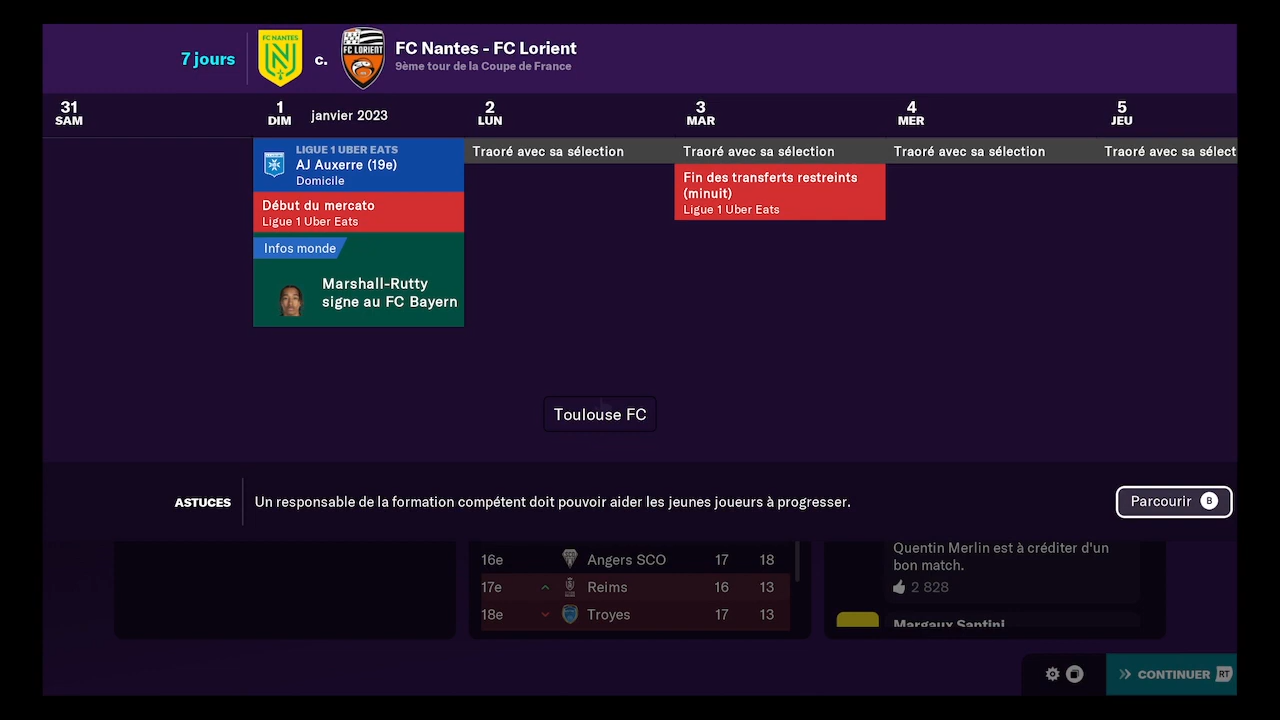 7 jours
FC NANTES
c.
FC LORIENT
FC Nantes - FC Lorient
9ème tour de la Coupe de France
31
SAM
1
DIM
janvier 2023
2
LUN
3
MAR
4
MER
5
JEU
LIGUE 1 UBER EATS
AJ Auxerre (19e)
Domicile
Début du mercato
Ligue 1 Uber Eats
Infos monde
Marshall-Rutty
signe au FC Bayern
Traoré avec sa sélection
Traoré avec sa sélection
Fin des transferts restreints
(minuit)
Ligue 1 Uber Eats
Traoré avec sa sélection
Traoré avec sa sélect
Toulouse FC
ASTUCES
Un responsable de la formation compétent doit pouvoir aider les jeunes joueurs à progresser.
Parcourir B
16e Angers SCO 17 18
17e Reims 16 13
18e Troyes 17 13
Quentin Merlin est à créditer d'un
bon match.
2 828
Margaux Santini
CONTINUER RT